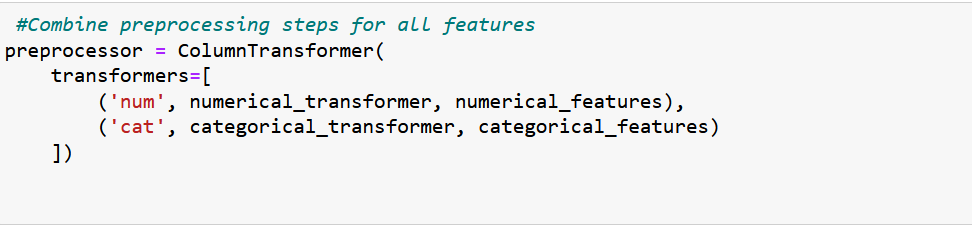 #Combine preprocessing steps for all features
preprocessor = ColumnTransformer(
    transformers=[
        ('num', numerical_transformer, numerical_features),
        ('cat', categorical_transformer, categorical_features)
    ])